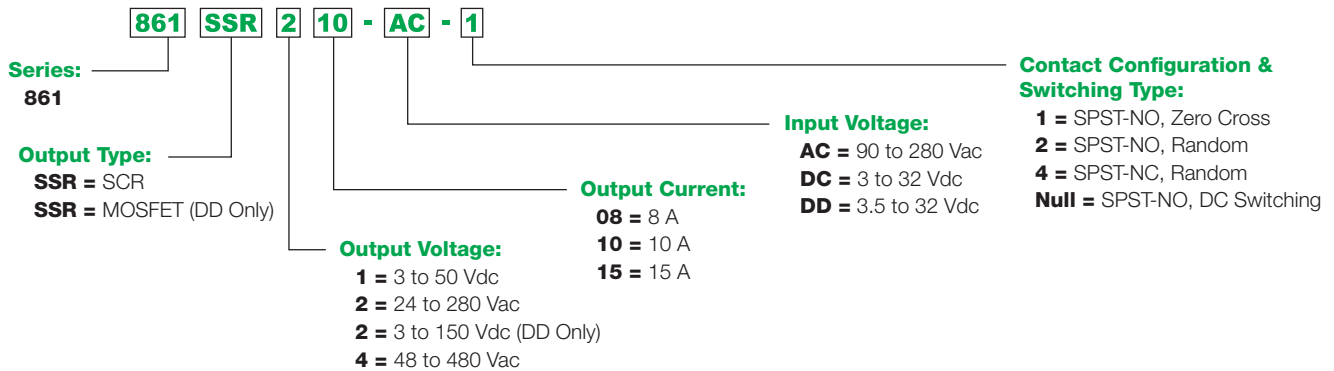 861 SSR 2 10 - AC - 1
Series:
861
Output Type:
SSR = SCR
SSR = MOSFET (DD Only)
Output Voltage:
1 = 3 to 50 Vdc
2 = 24 to 280 Vac
2 = 3 to 150 Vdc (DD Only)
4 = 48 to 480 Vac
Output Current:
08 = 8 A
10 = 10 A
15 = 15 A
Input Voltage:
AC = 90 to 280 Vac
DC = 3 to 32 Vdc
DD = 3.5 to 32 Vdc
Contact Configuration &
Switching Type:
1 = SPST-NO, Zero Cross
2 = SPST-NO, Random
4 = SPST-NC, Random
Null = SPST-NO, DC Switching